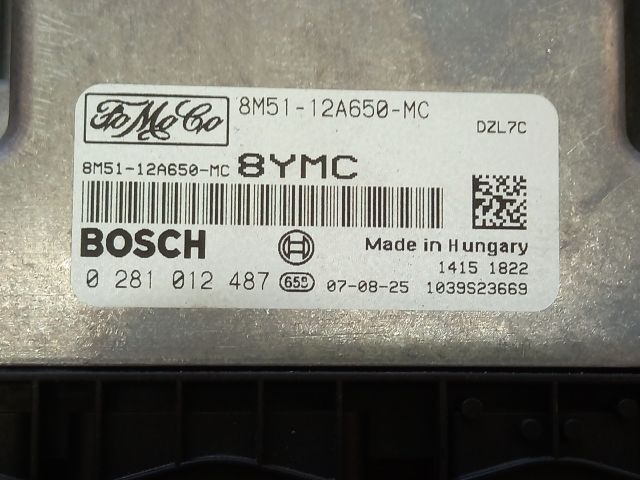 FoMoCo
8M51-12A650-MC
DZL7C
8M51-12A650-MC 8YMC
BOSCH
Made in Hungary
1415 1822
0 281 012 487 658 07-08-25 1039S23669